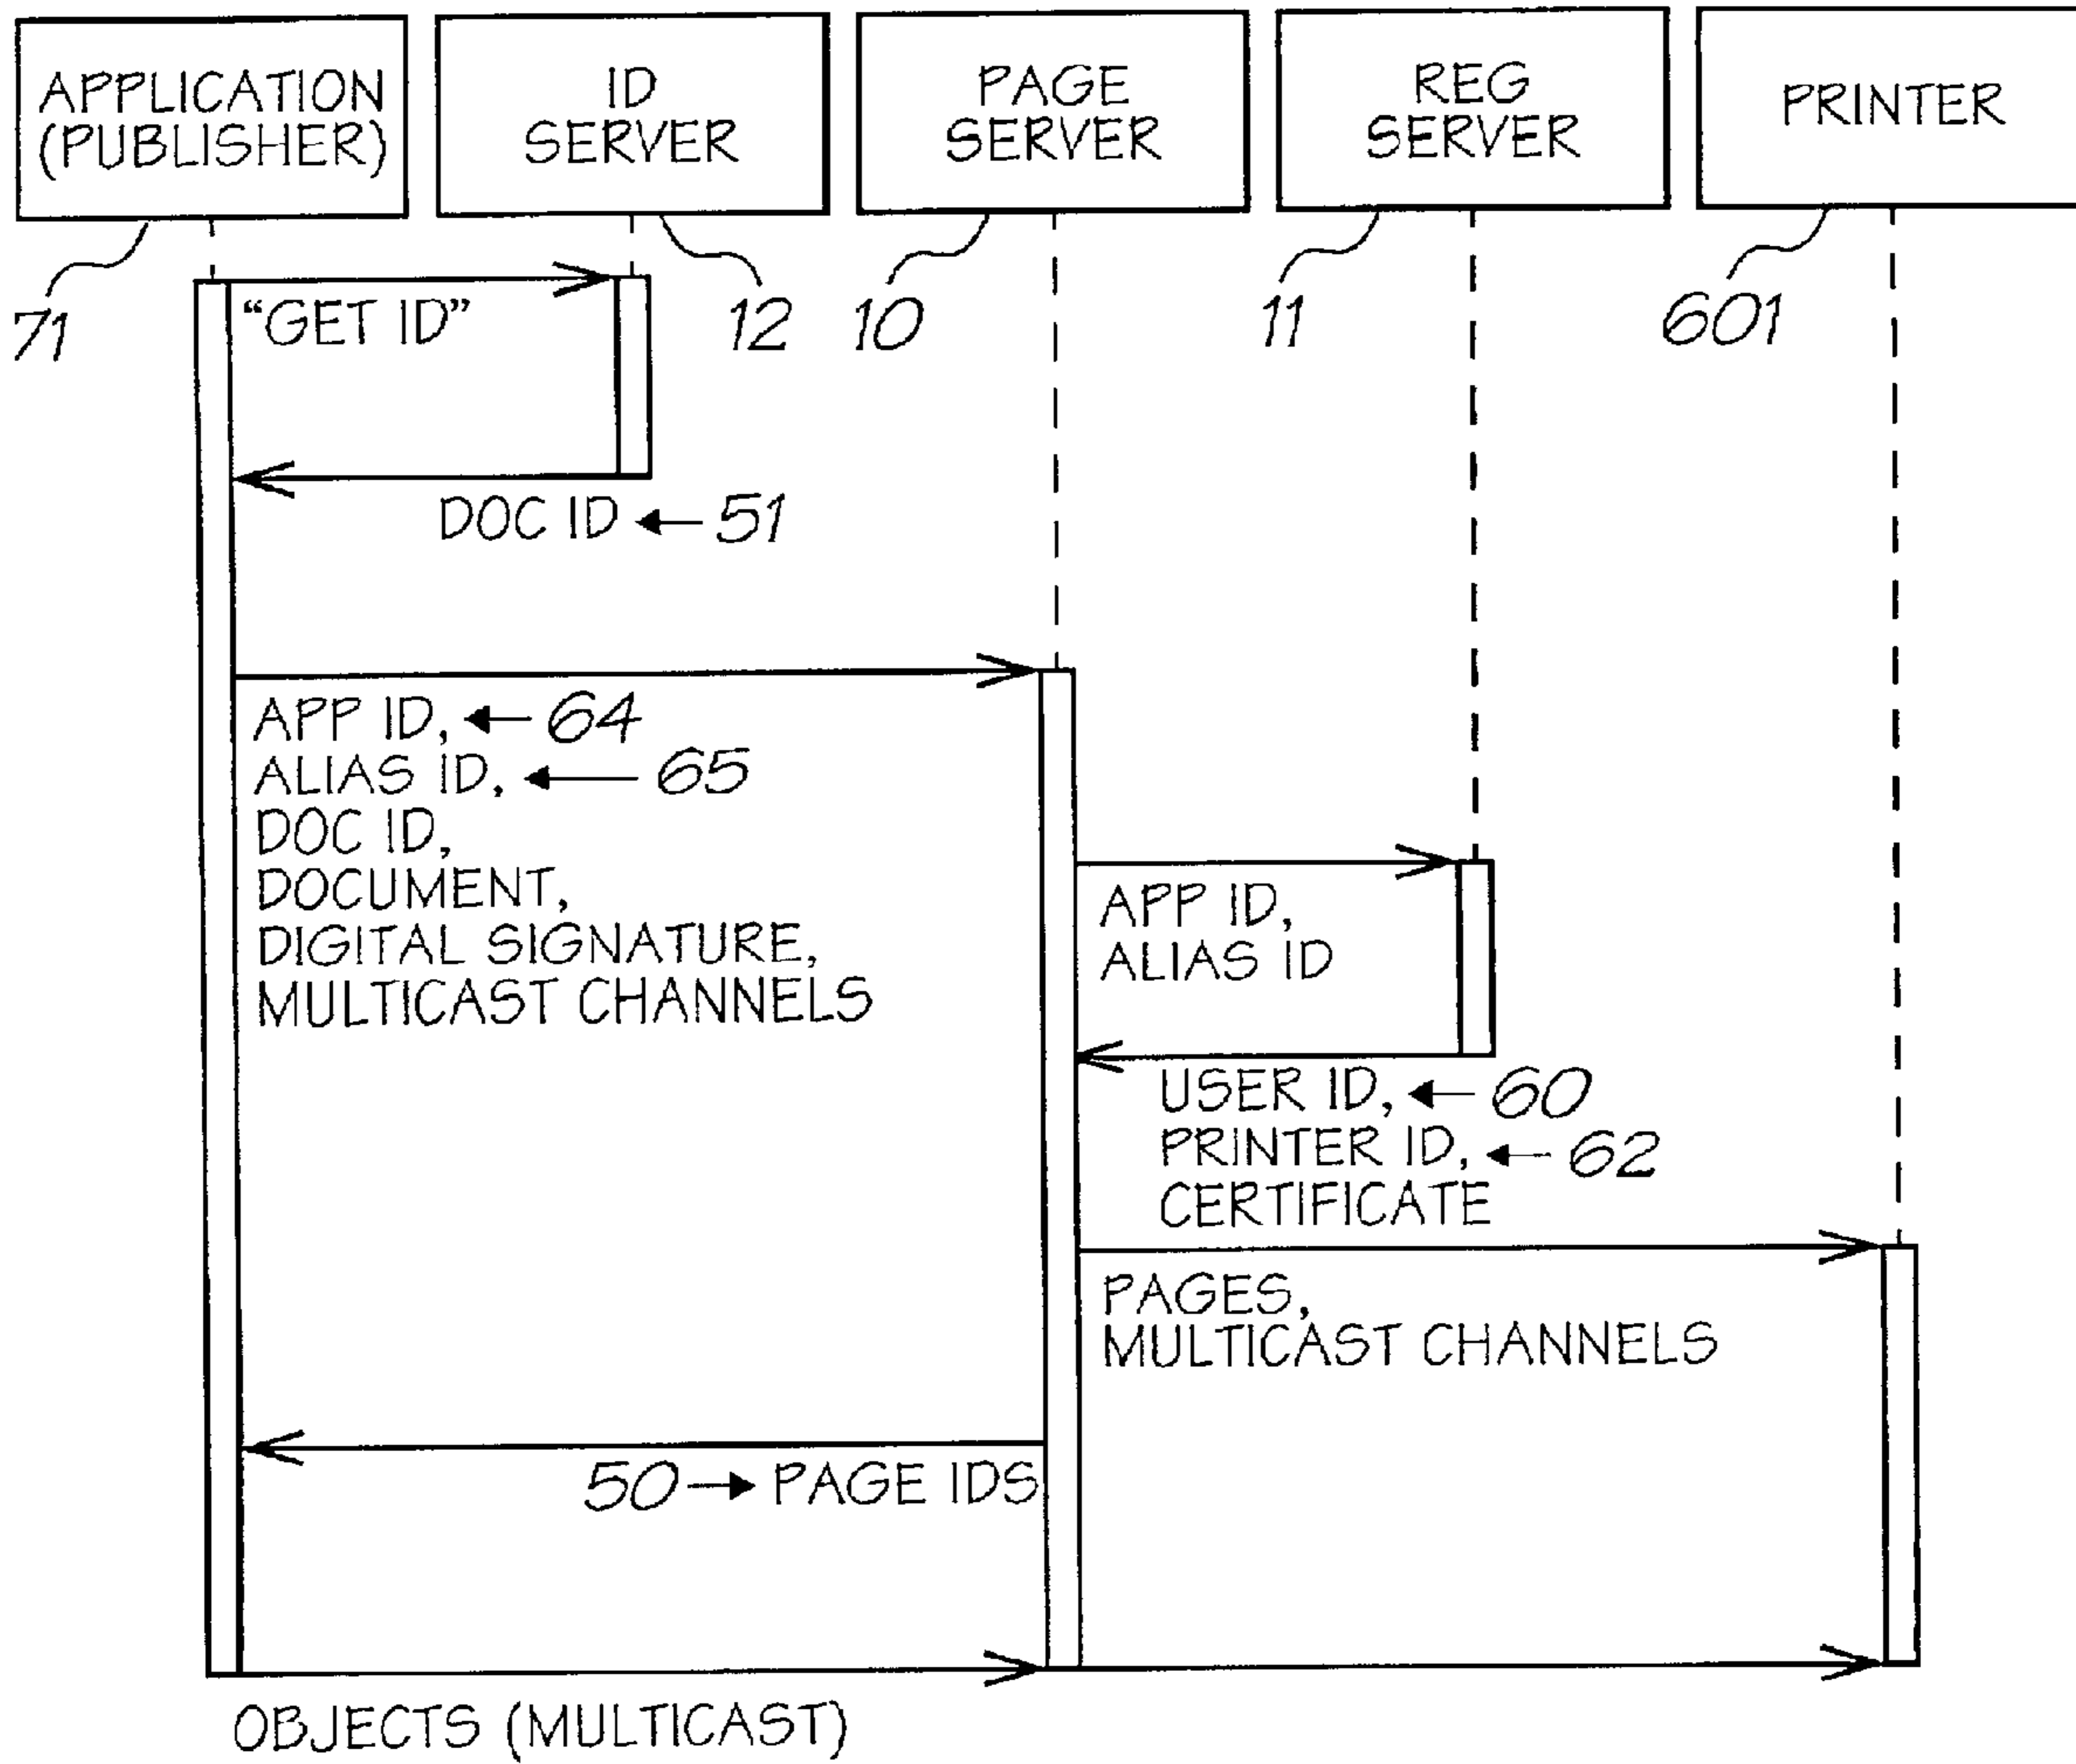 APPLICATION
(PUBLISHER)
ID
SERVER
PAGE
SERVER
REG
SERVER
PRINTER
71
12
10
11
601
“GET ID”
DOC ID 51
APP ID, 64
ALIAS ID, 65
DOC ID,
DOCUMENT,
DIGITAL SIGNATURE,
MULTICAST CHANNELS
APP ID,
ALIAS ID
USER ID, 60
PRINTER ID, 62
CERTIFICATE
PAGES,
MULTICAST CHANNELS
50 PAGE IDS
OBJECTS (MULTICAST)